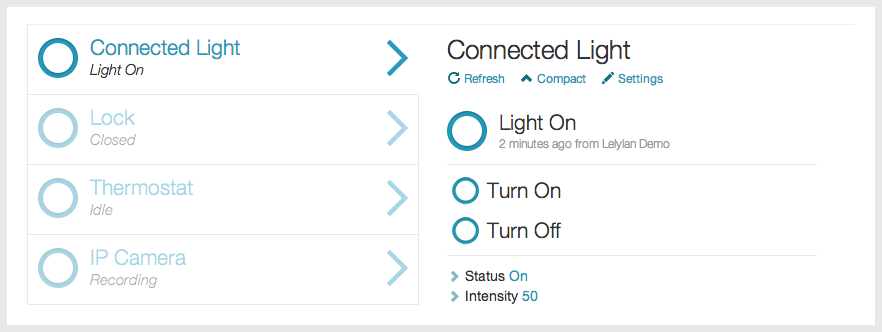 Connected Light
Light On
Lock
Closed
Thermostat
Idle
IP Camera
Recording
Connected Light
Refresh Compact Settings
Light On
2 minutes ago from Lelylan Demo
Turn On
Turn Off
Status On
Intensity 50